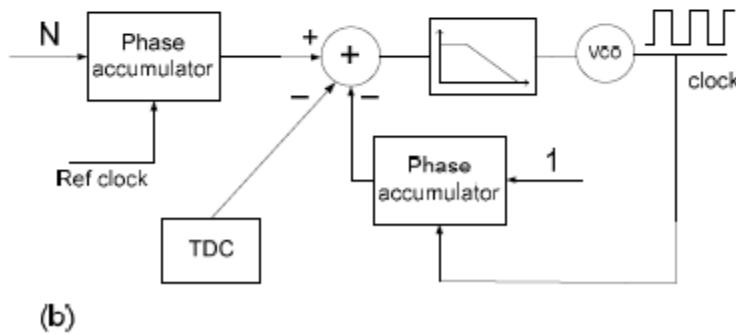 N
Phase
accumulator
+
+
−
−
vco
clock
Ref clock
Phase
accumulator
1
TDC
(b)